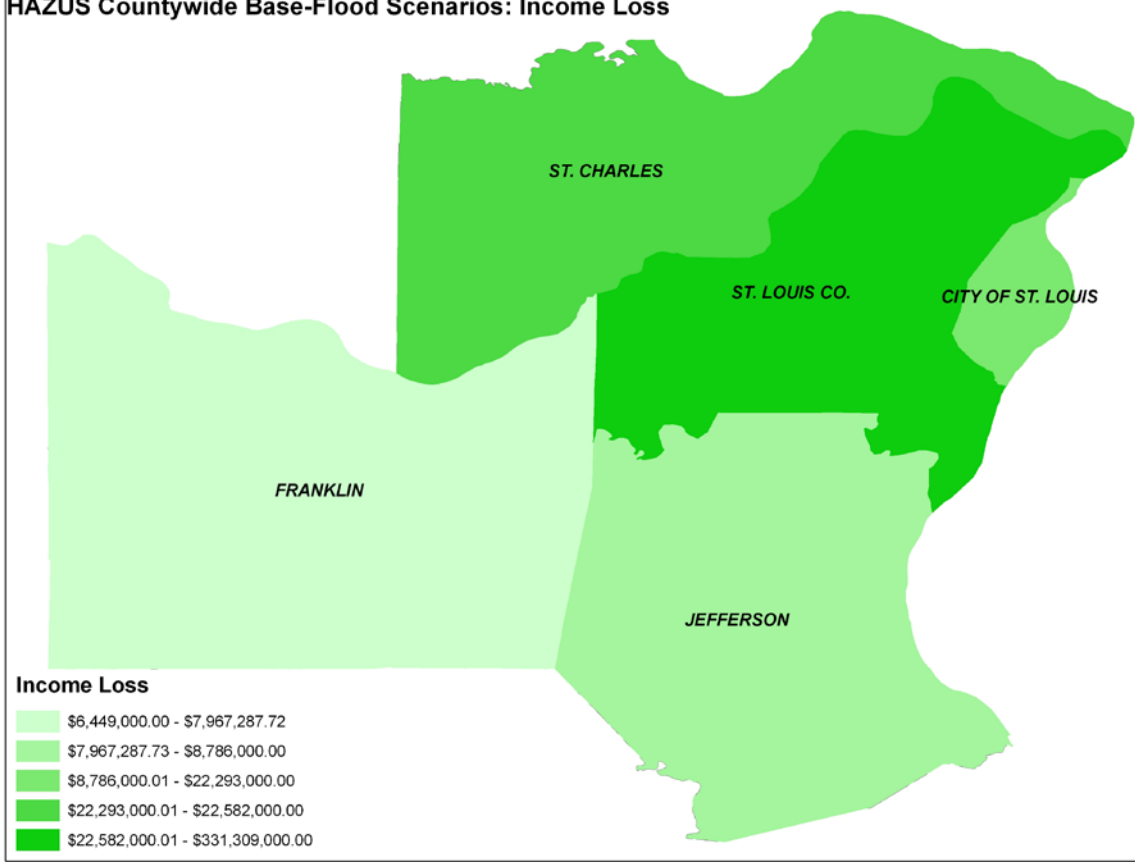 HAZUS Countywide Base-Flood Scenarios: Income Loss
ST. CHARLES
ST. LOUIS CO.
CITY OF ST. LOUIS
FRANKLIN
JEFFERSON
Income Loss
$6,449,000.00 - $7,967,287.72
$7,967,287.73 - $8,786,000.00
$8,786,000.01 - $22,293,000.00
$22,293,000.01 - $22,582,000.00
$22,582,000.01 - $331,309,000.00